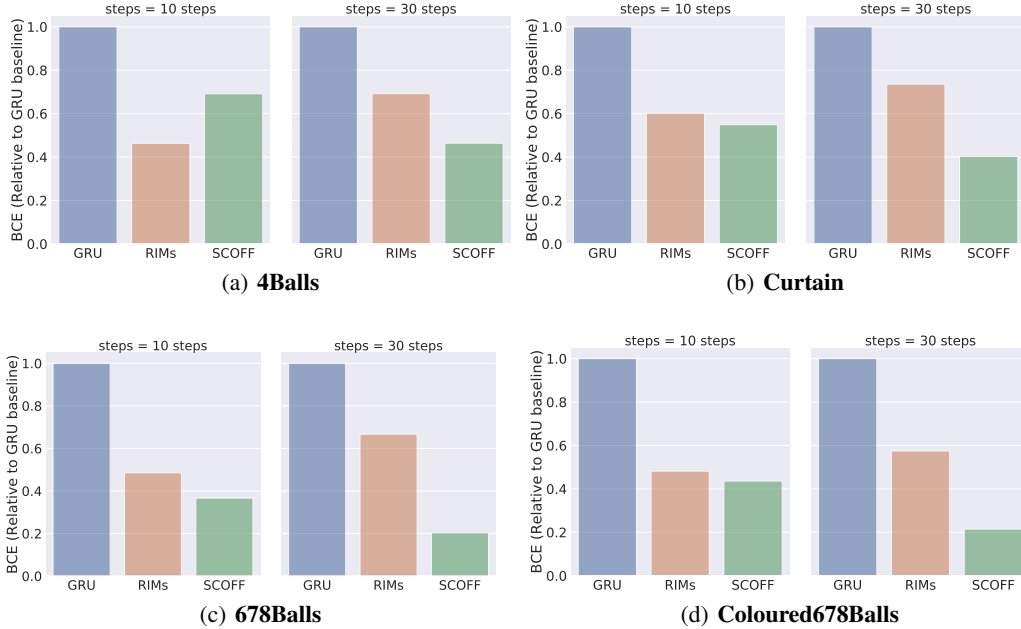 steps = 10 steps
steps = 30 steps
BCE (Relative to GRU baseline)
1.0
0.8
0.6
0.4
0.2
0.0
GRU RIMs SCOFF
GRU RIMs SCOFF
(a) 4Balls
steps = 10 steps
steps = 30 steps
BCE (Relative to GRU baseline)
1.0
0.8
0.6
0.4
0.2
0.0
GRU RIMs SCOFF
GRU RIMs SCOFF
(b) Curtain
steps = 10 steps
steps = 30 steps
BCE (Relative to GRU baseline)
1.0
0.8
0.6
0.4
0.2
0.0
GRU RIMs SCOFF
GRU RIMs SCOFF
(c) 678Balls
steps = 10 steps
steps = 30 steps
BCE (Relative to GRU baseline)
1.0
0.8
0.6
0.4
0.2
0.0
GRU RIMs SCOFF
GRU RIMs SCOFF
(d) Coloured678Balls